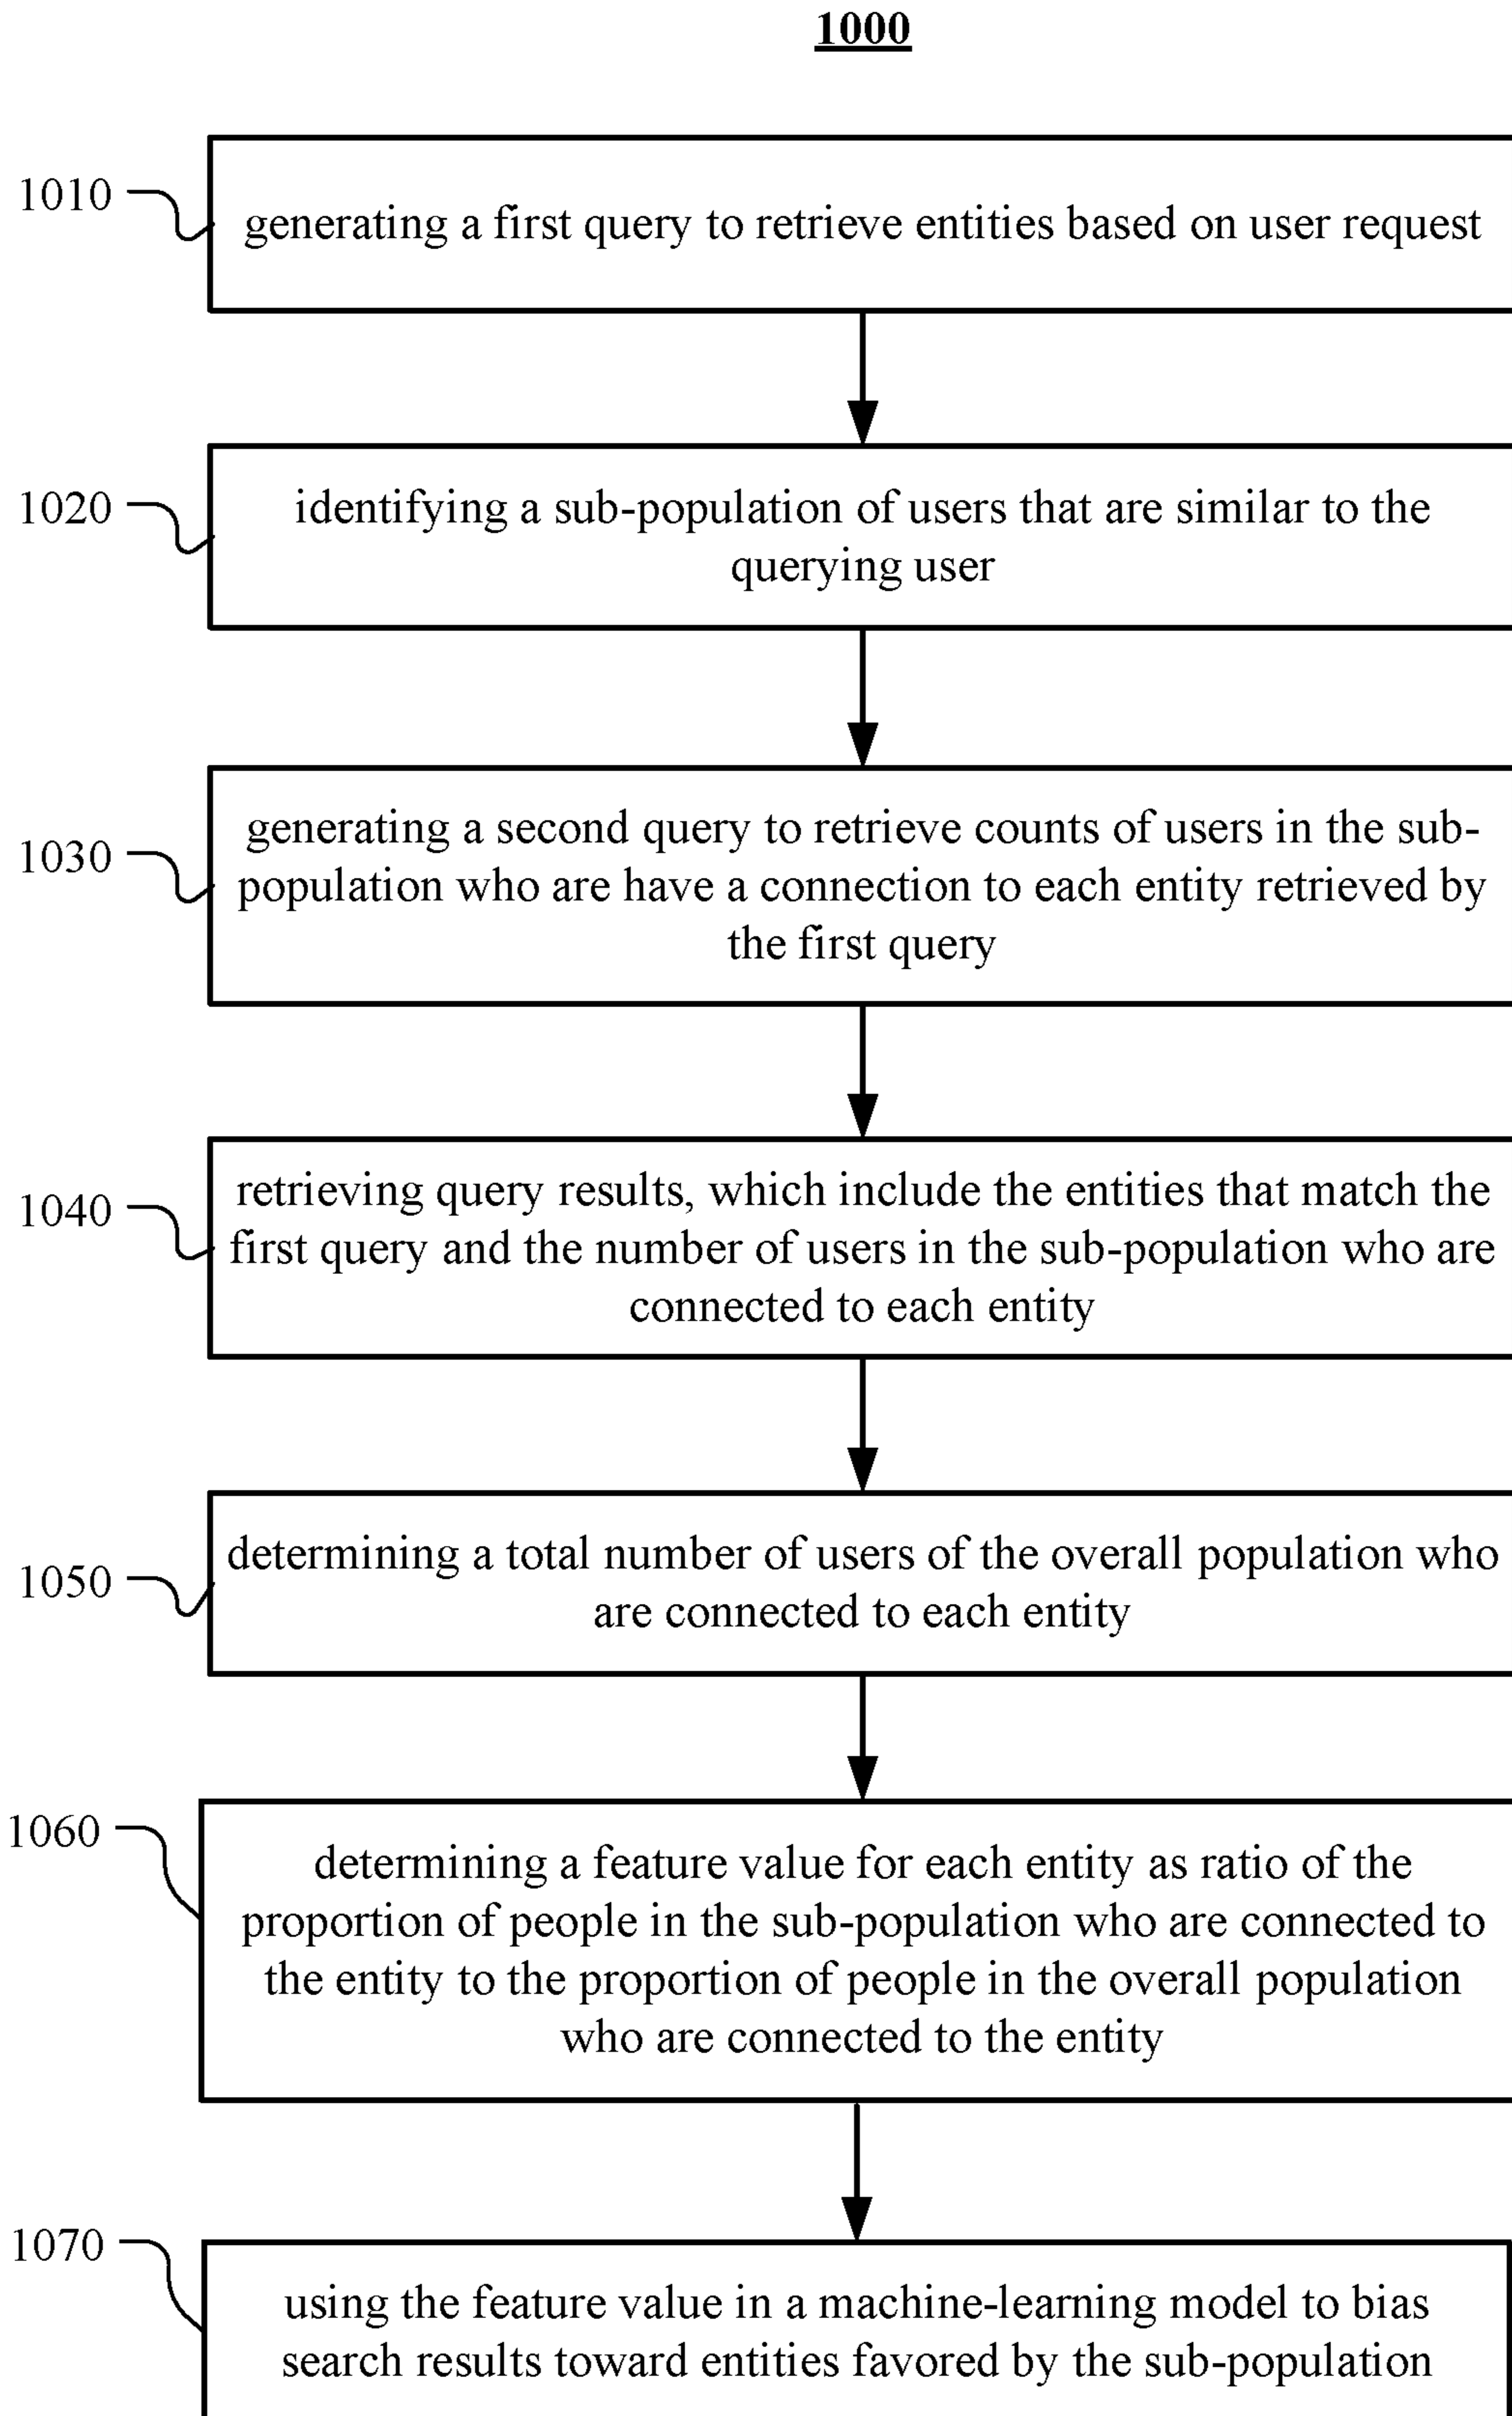 1000
1010
generating a first query to retrieve entities based on user request
1020
identifying a sub-population of users that are similar to the
querying user
1030
generating a second query to retrieve counts of users in the sub-
population who are have a connection to each entity retrieved by
the first query
1040
retrieving query results, which include the entities that match the
first query and the number of users in the sub-population who are
connected to each entity
1050
determining a total number of users of the overall population who
are connected to each entity
1060
determining a feature value for each entity as ratio of the
proportion of people in the sub-population who are connected to
the entity to the proportion of people in the overall population
who are connected to the entity
1070
using the feature value in a machine-learning model to bias
search results toward entities favored by the sub-population